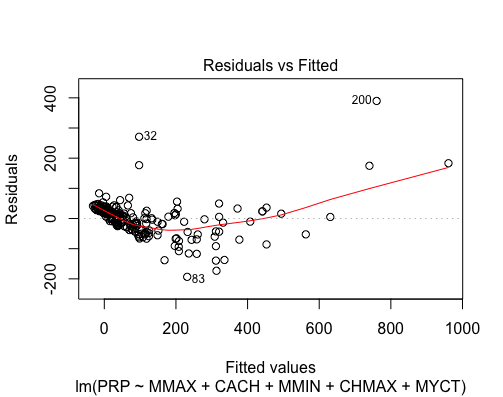 Residuals vs Fitted
Residuals
400
200
0
-200
200
32
83
0 200 400 600 800 1000
Fitted values
lm(PRP ~ MMAX + CACH + MMIN + CHMAX + MYCT)